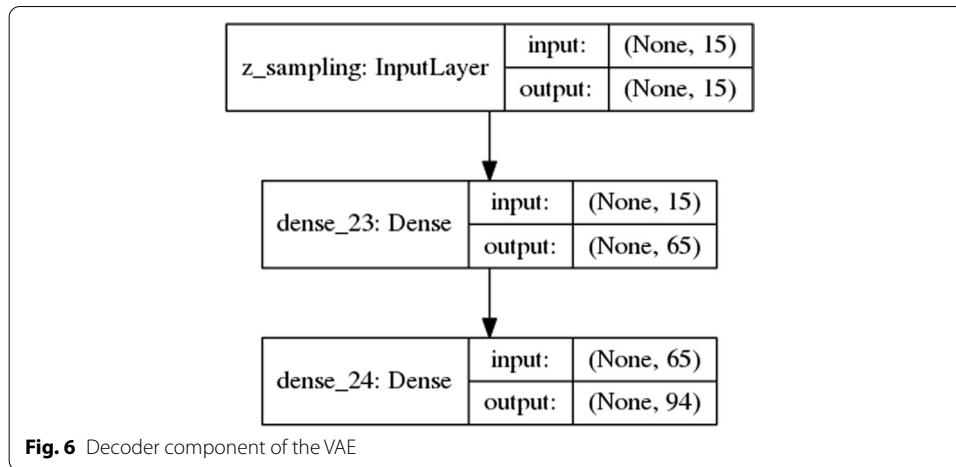 z_sampling: InputLayer
input: (None, 15)
output: (None, 15)
dense_23: Dense
input: (None, 15)
output: (None, 65)
dense_24: Dense
input: (None, 65)
output: (None, 94)
Fig. 6 Decoder component of the VAE